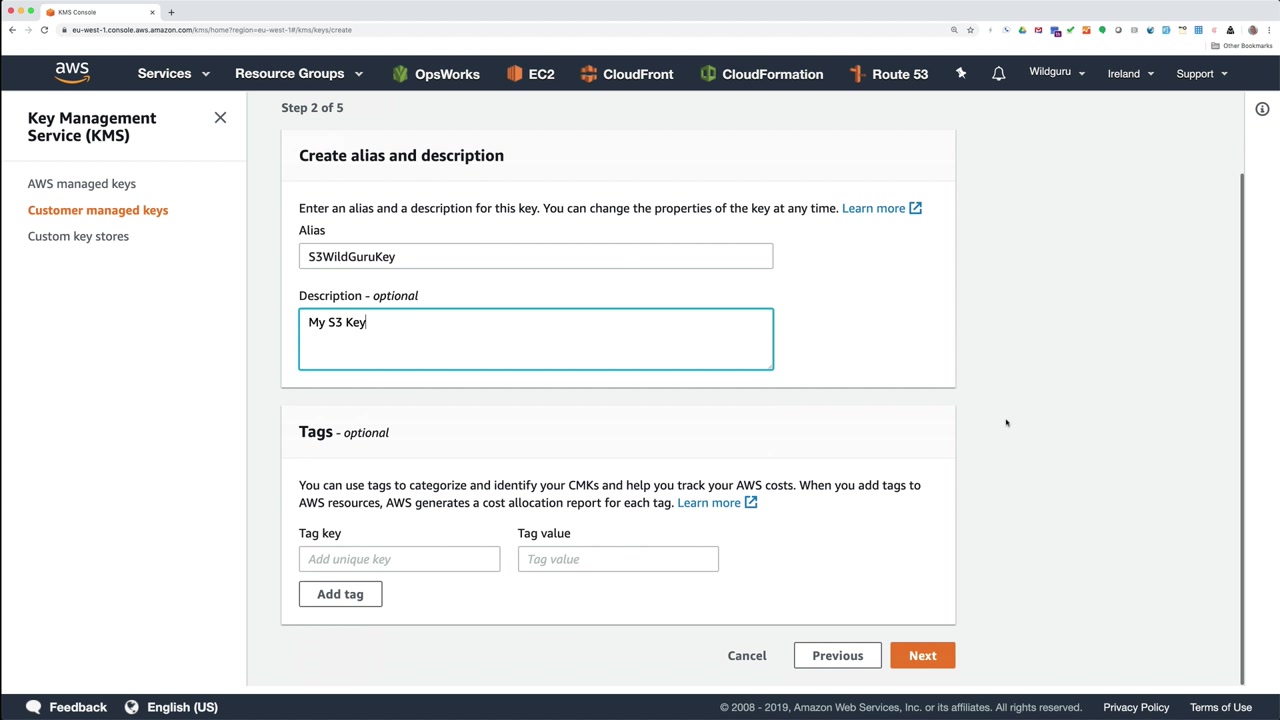 KMS Console
eu-west-1.console.aws.amazon.com/kms/home?region=eu-west-1#/kms/keys/create
Other Bookmarks
aws
Services
Resource Groups
OpsWorks
EC2
CloudFront
CloudFormation
Route 53
Wildguru
Ireland
Support
Key Management
Service (KMS)
AWS managed keys
Customer managed keys
Custom key stores
Step 2 of 5
Create alias and description
Enter an alias and a description for this key. You can change the properties of the key at any time. Learn more
Alias
S3WildGuruKey
Description - optional
My S3 Key
Tags - optional
You can use tags to categorize and identify your CMKs and help you track your AWS costs. When you add tags to
AWS resources, AWS generates a cost allocation report for each tag. Learn more
Tag key
Tag value
Add unique key
Tag value
Add tag
Cancel
Previous
Next
Feedback
English (US)
© 2008 - 2019, Amazon Web Services, Inc. or its affiliates. All rights reserved.
Privacy Policy
Terms of Use